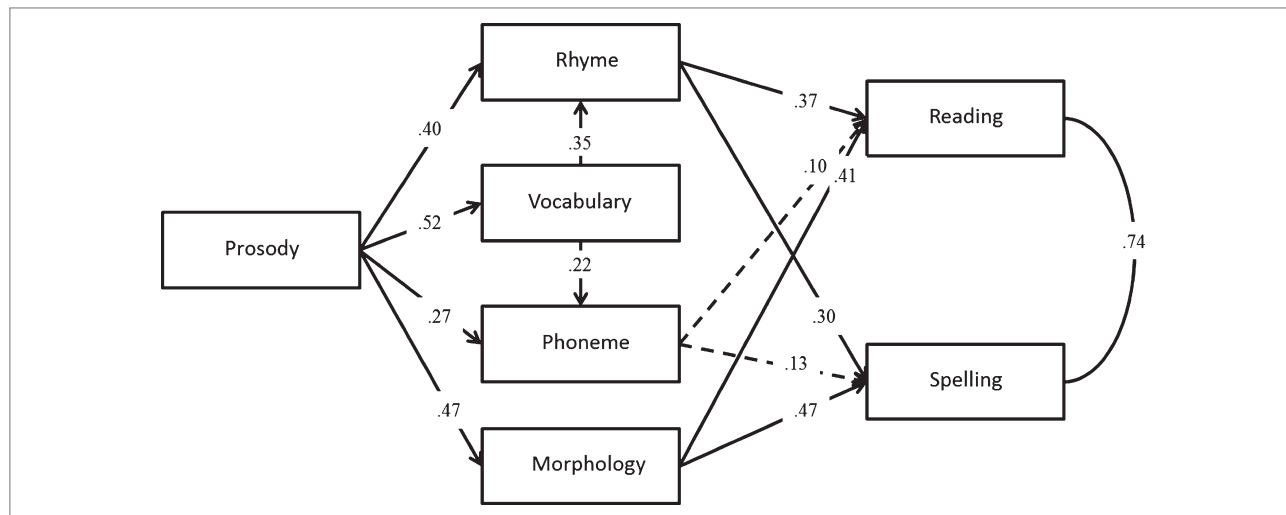 Rhyme
.37
Reading
.40
.35
.10
.41
Vocabulary
.52
Prosody
.74
.22
.27
.30
Phoneme
.13
Spelling
.47
.47
Morphology